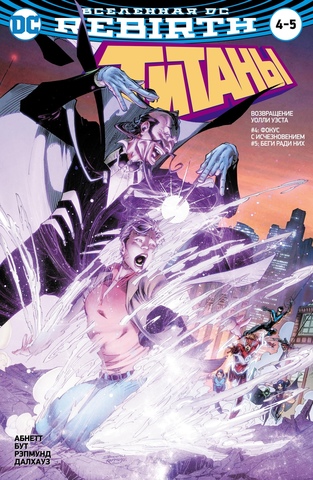 ВСЕЛЕННАЯ DC
DC
REBIRTH
4-5
ТИТАНЫ
ВОЗВРАЩЕНИЕ
УОЛЛИ УЭСТА
#4: ФОКУС
С ИСЧЕЗНОВЕНИЕМ
#5: БЕГИ РАДИ НИХ
АБНЕТТ
БУТ
РЭПМУНД
ДАЛХАУЗ